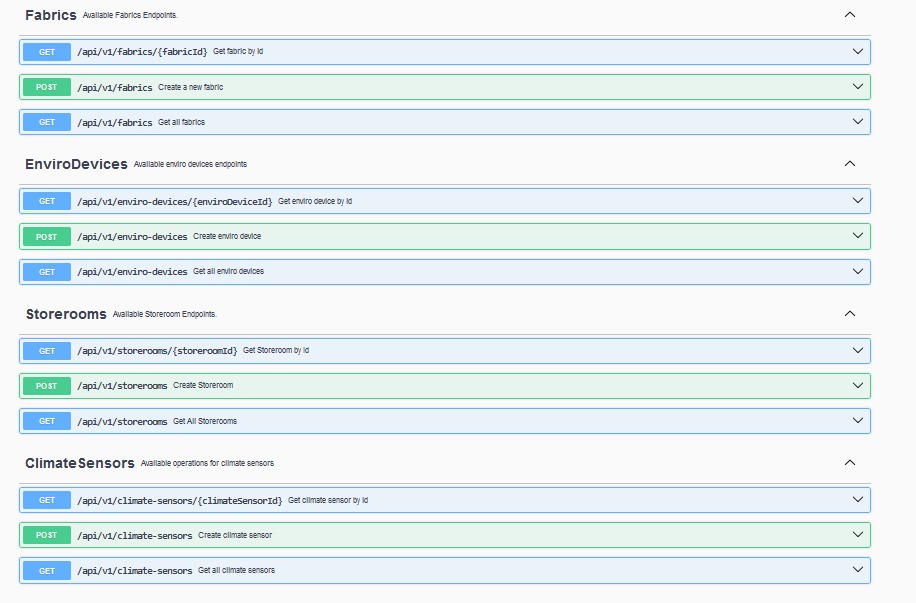 Fabrics Available Fabrics Endpoints.
GET /api/v1/fabrics/{fabricId} Get fabric by id
POST /api/v1/fabrics Create a new fabric
GET /api/v1/fabrics Get all fabrics
EnviroDevices Available enviro devices endpoints
GET /api/v1/enviro-devices/{enviroDeviceId} Get enviro device by id
POST /api/v1/enviro-devices Create enviro device
GET /api/v1/enviro-devices Get all enviro devices
Storerooms Available Storeroom Endpoints.
GET /api/v1/storerooms/{storeroomId} Get Storeroom by id
POST /api/v1/storerooms Create Storeroom
GET /api/v1/storerooms Get All Storerooms
ClimateSensors Available operations for climate sensors
GET /api/v1/climate-sensors/{climateSensorId} Get climate sensor by id
POST /api/v1/climate-sensors Create climate sensor
GET /api/v1/climate-sensors Get all climate sensors